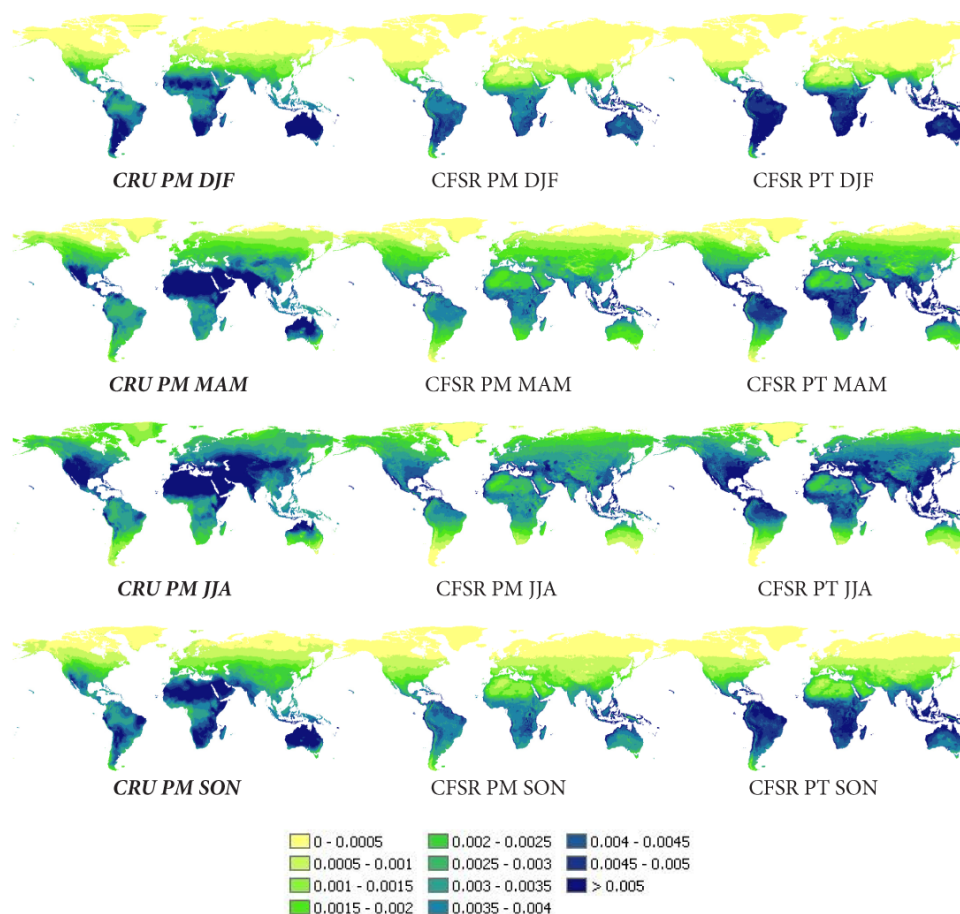 CRU PM DJF CFSR PM DJF CFSR PT DJF
CRU PM MAM CFSR PM MAM CFSR PT MAM
CRU PM JJA CFSR PM JJA CFSR PT JJA
CRU PM SON CFSR PM SON CFSR PT SON
0 - 0.0005 0.002 - 0.0025 0.004 - 0.0045
0.0005 - 0.001 0.0025 - 0.003 0.0045 - 0.005
0.001 - 0.0015 0.003 - 0.0035 > 0.005
0.0015 - 0.002 0.0035 - 0.004